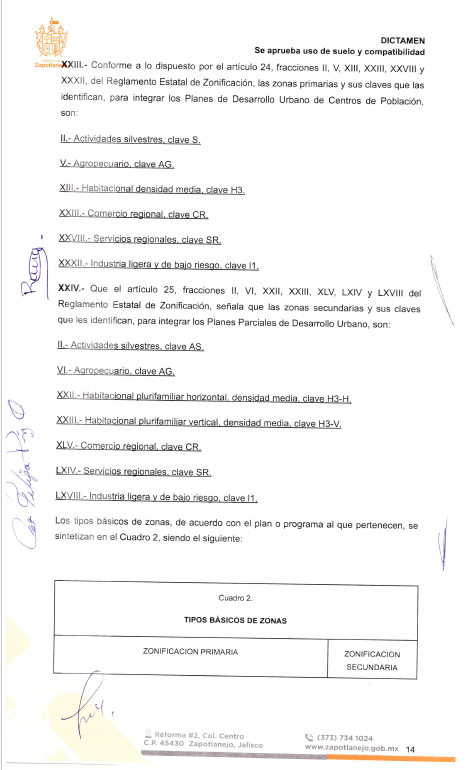 DICTAMEN
Se aprueba uso de suelo y compatibilidad
Zapotlanejo
XXIII.- Conforme a lo dispuesto por el artículo 24, fracciones II, V, XIII, XXIII, XXVIII y
XXXII, del Reglamento Estatal de Zonificación, las zonas primarias y sus claves que las
identifican, para integrar los Planes de Desarrollo Urbano de Centros de Población,
son:
II.- Actividades silvestres, clave S.
V.- Agropecuario, clave AG.
XIII.- Habitacional densidad media, clave H3.
XXIII.- Comercio regional, clave CR.
XXVIII.- Servicios regionales, clave SR.
XXXII.- Industria ligera y de bajo riesgo, clave I1.
XXIV.- Que el artículo 25, fracciones II, VI, XXII, XXIII, XLV, LXIV y LXVIII del
Reglamento Estatal de Zonificación, señala que las zonas secundarias y sus claves
que les identifican, para integrar los Planes Parciales de Desarrollo Urbano, son:
II.- Actividades silvestres, clave AS.
VI.- Agropecuario, clave AG.
XXII.- Habitacional plurifamiliar horizontal, densidad media, clave H3-H.
XXIII.- Habitacional plurifamiliar vertical, densidad media, clave H3-V.
XLV.- Comercio regional, clave CR.
LXIV.- Servicios regionales, clave SR.
LXVIII.- Industria ligera y de bajo riesgo, clave I1.
Los tipos básicos de zonas, de acuerdo con el plan o programa al que pertenecen, se
sintetizan en el Cuadro 2, siendo el siguiente:
Cuadro 2.
TIPOS BÁSICOS DE ZONAS
ZONIFICACION PRIMARIA
ZONIFICACION
SECUNDARIA
Reforma #2, Col. Centro
C.P. 45430 Zapotlanejo, Jalisco
(373) 734 1024
www.zapotlanejo.gob.mx
14